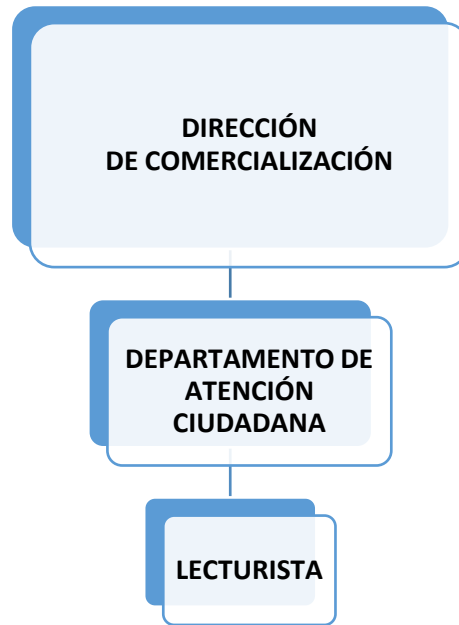 DIRECCIÓN
DE COMERCIALIZACIÓN
DEPARTAMENTO DE
ATENCIÓN
CIUDADANA
LECTURISTA